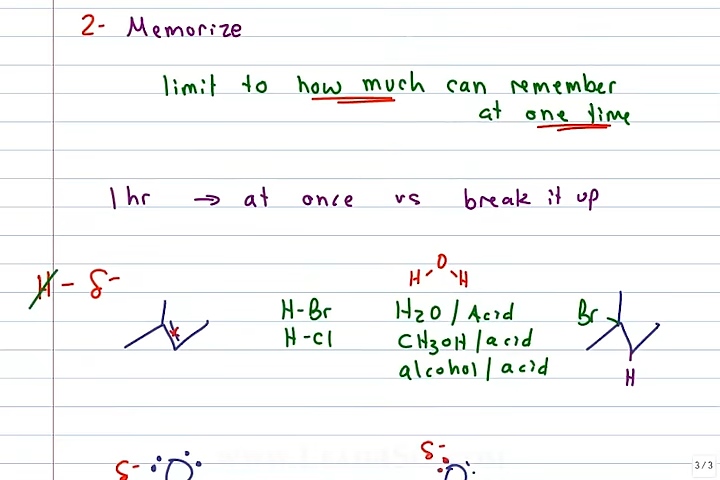 2- Memorize
limit to how much can remember
at one time
1 hr → at once vs break it up
H - δ-
O
H H
H-Br H2O / Acid Br
H-Cl CH3OH / acid
alcohol / acid
H
δ-
δ-
3/3